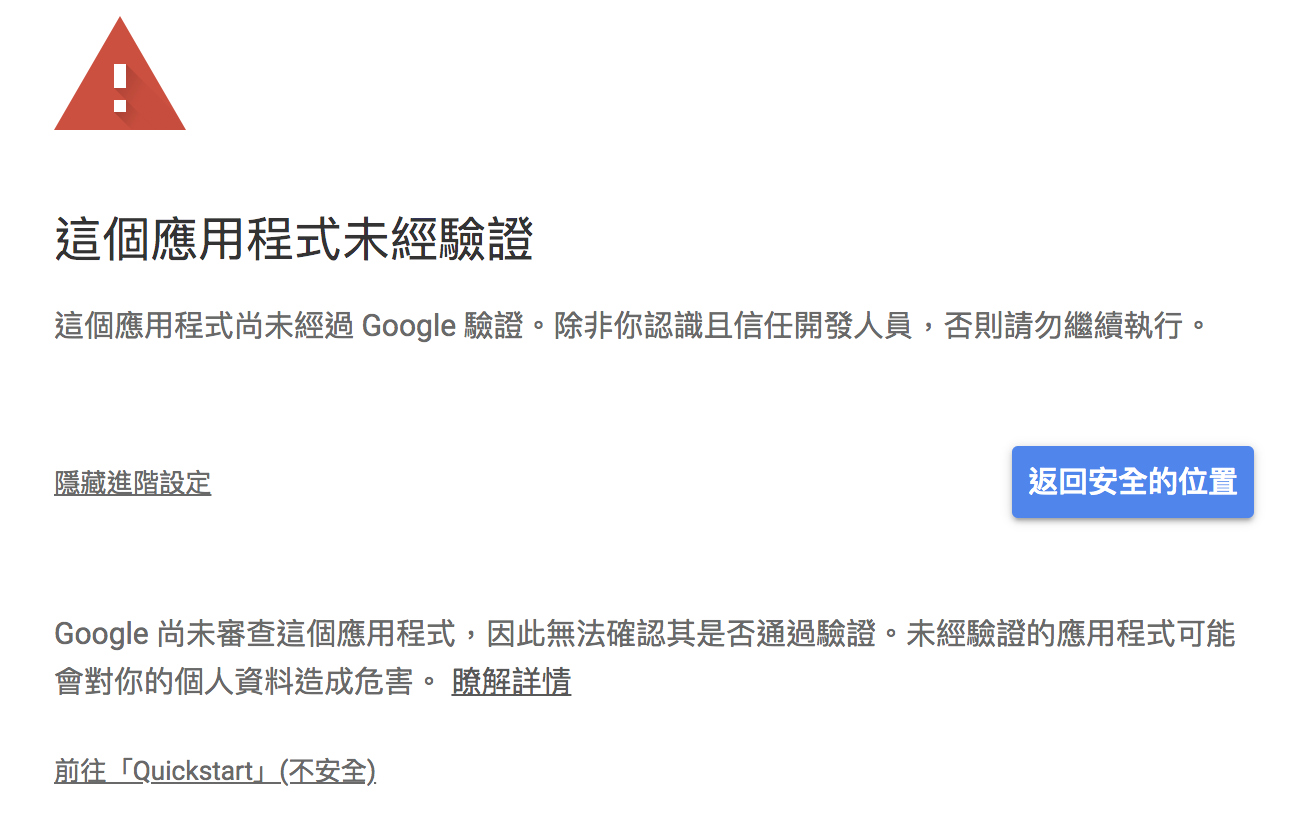 這個應用程式未經驗證
這個應用程式尚未經過 Google 驗證。除非你認識且信任開發人員，否則請勿繼續執行。
隱藏進階設定
返回安全的位置
Google 尚未審查這個應用程式，因此無法確認其是否通過驗證。未經驗證的應用程式可能
會對你的個人資料造成危害。 瞭解詳情
前往「Quickstart」(不安全)